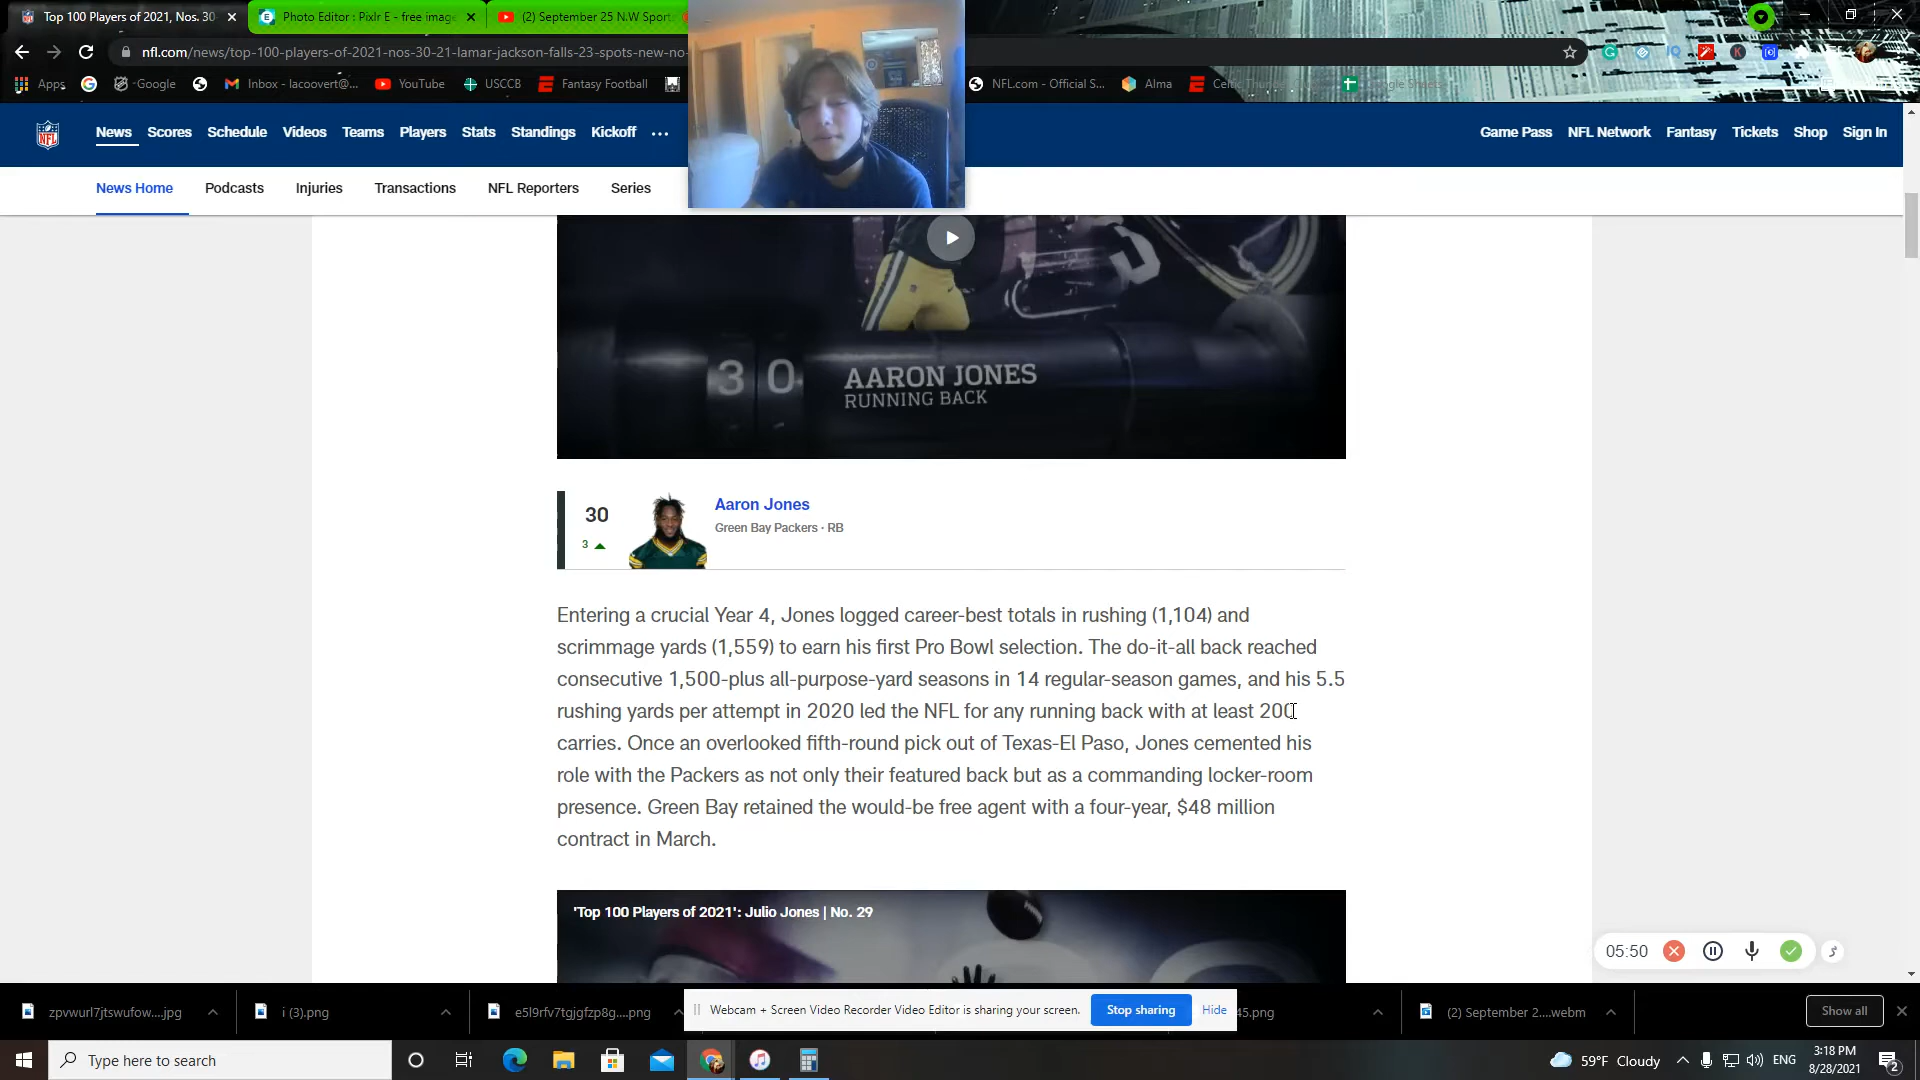 Top 100 Players of 2021, Nos. 30
Photo Editor : Pixlr E - free image
(2) September 25 N.W Sport
nfl.com/news/top-100-players-of-2021-nos-30-21-lamar-jackson-falls-23-spots-new-no-
Apps
-Google
Inbox - lacoovert@...
YouTube
USCCB
Fantasy Football
NFL.com - Official S...
Alma
News
Scores
Schedule
Videos
Teams
Players
Stats
Standings
Kickoff
...
Game Pass
NFL Network
Fantasy
Tickets
Shop
Sign In
News Home
Podcasts
Injuries
Transactions
NFL Reporters
Series
30
AARON JONES
RUNNING BACK
30
Aaron Jones
Green Bay Packers · RB
3
Entering a crucial Year 4, Jones logged career-best totals in rushing (1,104) and
scrimmage yards (1,559) to earn his first Pro Bowl selection. The do-it-all back reached
consecutive 1,500-plus all-purpose-yard seasons in 14 regular-season games, and his 5.5
rushing yards per attempt in 2020 led the NFL for any running back with at least 200
carries. Once an overlooked fifth-round pick out of Texas-El Paso, Jones cemented his
role with the Packers as not only their featured back but as a commanding locker-room
presence. Green Bay retained the would-be free agent with a four-year, $48 million
contract in March.
'Top 100 Players of 2021': Julio Jones | No. 29
05:50
zpvwurl7jtswufow....jpg
i (3).png
e5l9rfv7tgjgfzp8g....png
Webcam + Screen Video Recorder Video Editor is sharing your screen.
Stop sharing
Hide
45.png
(2) September 2....webm
Show all
Type here to search
59°F Cloudy
ENG
3:18 PM
8/28/2021
2